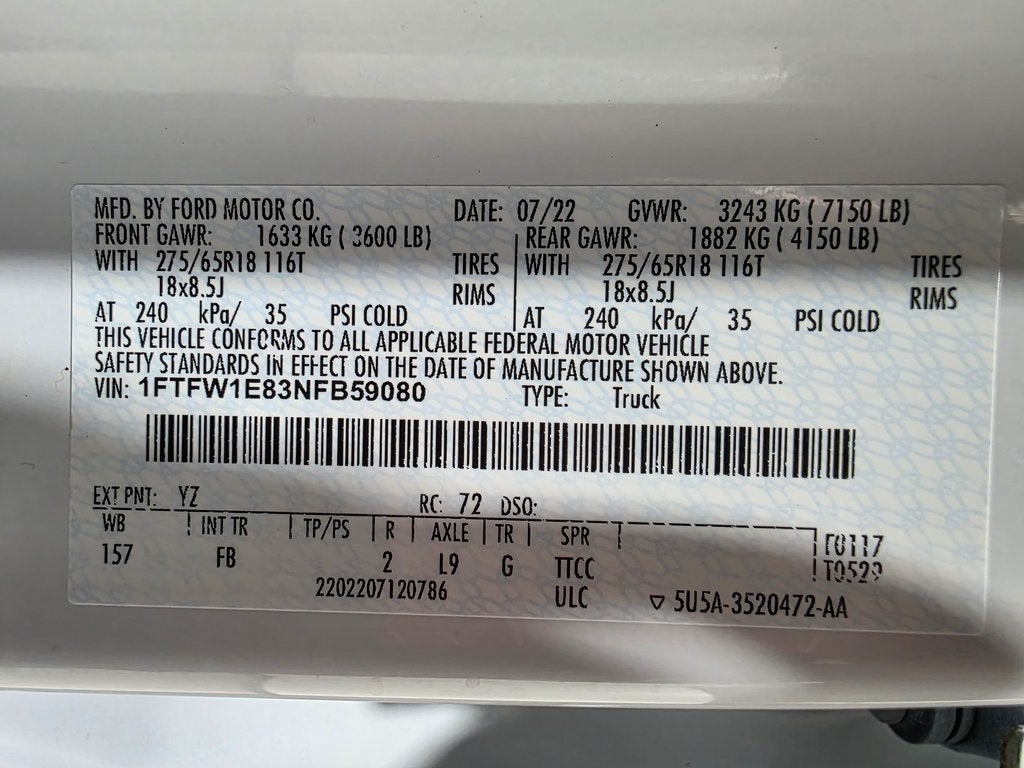 MFD. BY FORD MOTOR CO. DATE: 07/22 GVWR: 3243 KG ( 7150 LB)
FRONT GAWR: 1633 KG ( 3600 LB) REAR GAWR: 1882 KG ( 4150 LB)
WITH 275/65R18 116T TIRES WITH 275/65R18 116T TIRES
18x8.5J RIMS 18x8.5J RIMS
AT 240 kPa/ 35 PSI COLD AT 240 kPa/ 35 PSI COLD
THIS VEHICLE CONFORMS TO ALL APPLICABLE FEDERAL MOTOR VEHICLE
SAFETY STANDARDS IN EFFECT ON THE DATE OF MANUFACTURE SHOWN ABOVE.
VIN: 1FTFW1E83NFB59080 TYPE: Truck
EXT PNT: YZ RC: 72 DSO:
WB INT TR TP/PS R AXLE TR SPR
157 FB 2 L9 G TTCC
F0117
T0529
2202207120786 ULC ▽ 5U5A-3520472-AA